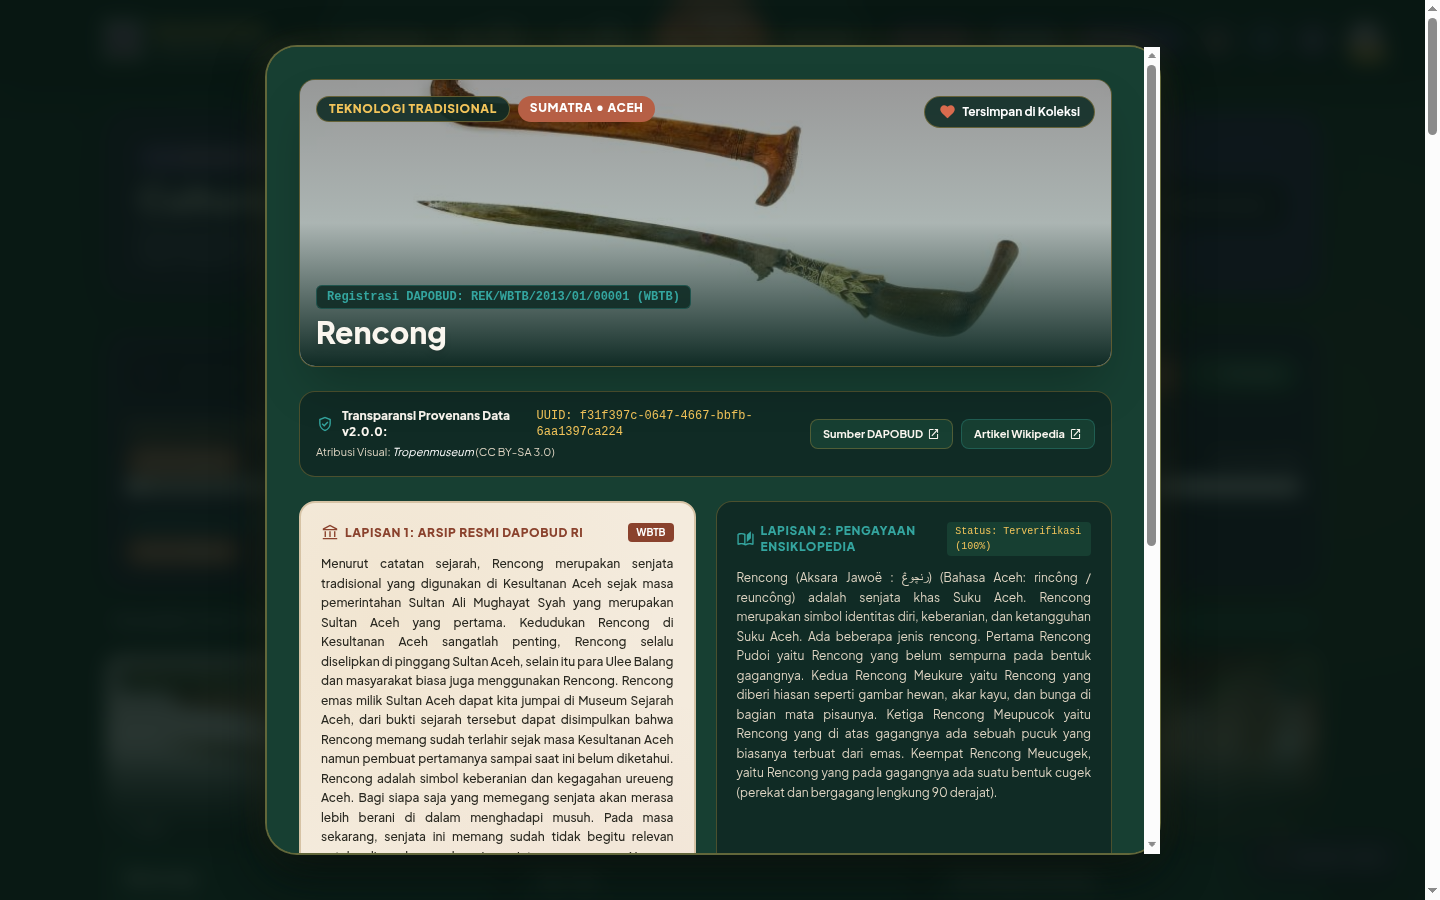 TEKNOLOGI TRADISIONAL
SUMATRA • ACEH
Tersimpan di Koleksi
Registrasi DAPOBUD: REK/WBTB/2013/01/00001 (WBTB)
Rencong
Transparansi Provenans Data v2.0.0:
UUID: f31f397c-0647-4667-bbfb-6aa1397ca224
Atribusi Visual: Tropenmuseum (CC BY-SA 3.0)
Sumber DAPOBUD
Artikel Wikipedia
LAPISAN 1: ARSIP RESMI DAPOBUD RI
WBTB
Menurut catatan sejarah, Rencong merupakan senjata
tradisional yang digunakan di Kesultanan Aceh sejak masa
pemerintahan Sultan Ali Mughayat Syah yang merupakan
Sultan Aceh yang pertama. Kedudukan Rencong di
Kesultanan Aceh sangatlah penting, Rencong selalu
diselipkan di pinggang Sultan Aceh, selain itu para Ulee Balang
dan masyarakat biasa juga menggunakan Rencong. Rencong
emas milik Sultan Aceh dapat kita jumpai di Museum Sejarah
Aceh, dari bukti sejarah tersebut dapat disimpulkan bahwa
Rencong memang sudah terlahir sejak masa Kesultanan Aceh
namun pembuat pertamanya sampai saat ini belum diketahui.
Rencong adalah simbol keberanian dan kegagahan ureueng
Aceh. Bagi siapa saja yang memegang senjata akan merasa
lebih berani di dalam menghadapi musuh. Pada masa
sekarang, senjata ini memang sudah tidak begitu relevan
LAPISAN 2: PENGAYAAN
ENSIKLOPEDIA
Status: Terverifikasi
(100%)
Rencong (Aksara Jawoë : رنچوڠ) (Bahasa Aceh: rincông /
reuncông) adalah senjata khas Suku Aceh. Rencong
merupakan simbol identitas diri, keberanian, dan ketangguhan
Suku Aceh. Ada beberapa jenis rencong. Pertama Rencong
Pudoi yaitu Rencong yang belum sempurna pada bentuk
gagangnya. Kedua Rencong Meukure yaitu Rencong yang
diberi hiasan seperti gambar hewan, akar kayu, dan bunga di
bagian mata pisaunya. Ketiga Rencong Meupucok yaitu
Rencong yang di atas gagangnya ada sebuah pucuk yang
biasanya terbuat dari emas. Keempat Rencong Meucugek,
yaitu Rencong yang pada gagangnya ada suatu bentuk cugek
(perekat dan bergagang lengkung 90 derajat).